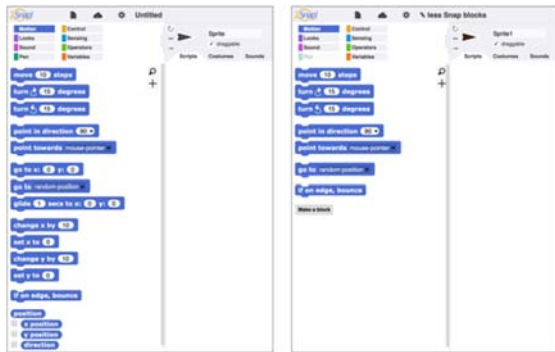 Snap! Untitled
Motion Control
Looks Sensing
Sound Operators
Pen Variables
Sprite
draggable
Scripts Costumes Sounds
move 10 steps
turn 15 degrees
turn 15 degrees
point in direction 90
point towards mouse-pointer
go to x: 0 y: 0
go to random position
glide 1 secs to x: 0 y: 0
change x by 10
set x to 0
change y by 10
set y to 0
if on edge, bounce
position
x position
y position
direction
Snap! less Snap blocks
Motion Control
Looks Sensing
Sound Operators
Pen Variables
Sprite1
draggable
Scripts Costumes Sounds
move 10 steps
turn 15 degrees
turn 15 degrees
point in direction 90
point towards mouse-pointer
go to random position
if on edge, bounce
Make a block